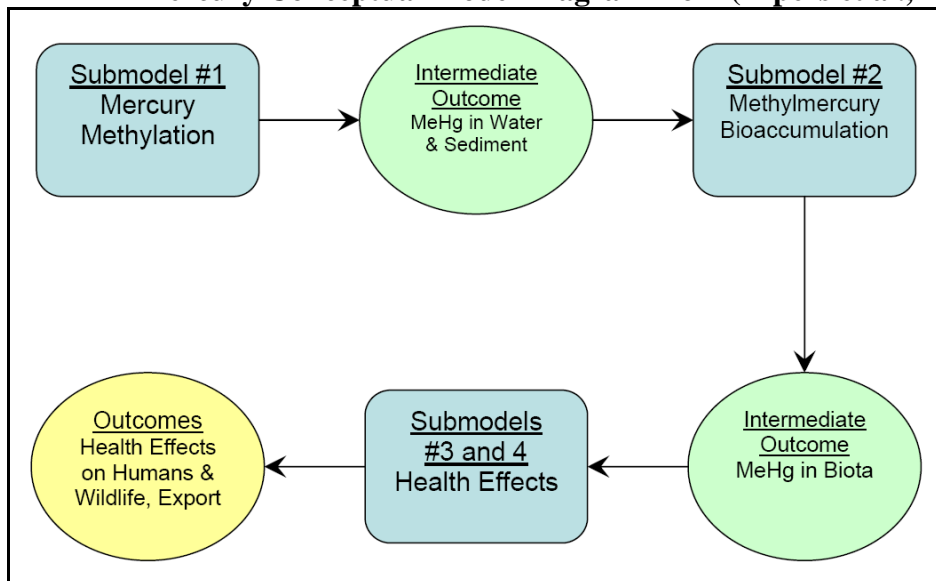 Submodel #1
Mercury
Methylation
Intermediate
Outcome
MeHg in Water
& Sediment
Submodel #2
Methylmercury
Bioaccumulation
Outcomes
Health Effects
on Humans &
Wildlife, Export
Submodels
#3 and 4
Health Effects
Intermediate
Outcome
MeHg in Biota